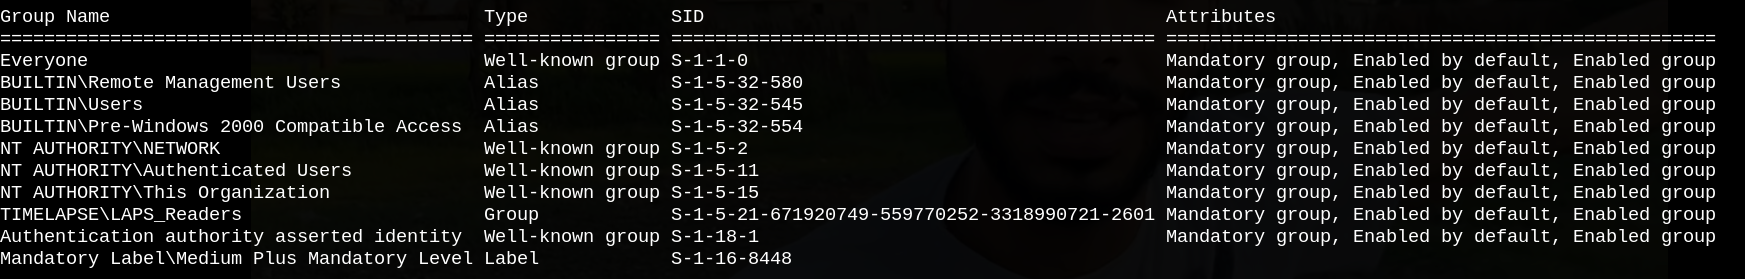 Group Name                                  Type             SID                                          Attributes
=========================================== ================ ============================================ ==================================================
Everyone                                    Well-known group S-1-1-0                                      Mandatory group, Enabled by default, Enabled group
BUILTIN\Remote Management Users             Alias            S-1-5-32-580                                 Mandatory group, Enabled by default, Enabled group
BUILTIN\Users                               Alias            S-1-5-32-545                                 Mandatory group, Enabled by default, Enabled group
BUILTIN\Pre-Windows 2000 Compatible Access  Alias            S-1-5-32-554                                 Mandatory group, Enabled by default, Enabled group
NT AUTHORITY\NETWORK                        Well-known group S-1-5-2                                      Mandatory group, Enabled by default, Enabled group
NT AUTHORITY\Authenticated Users            Well-known group S-1-5-11                                     Mandatory group, Enabled by default, Enabled group
NT AUTHORITY\This Organization              Well-known group S-1-5-15                                     Mandatory group, Enabled by default, Enabled group
TIMELAPSE\LAPS_Readers                      Group            S-1-5-21-671920749-559770252-3318990721-2601 Mandatory group, Enabled by default, Enabled group
Authentication authority asserted identity  Well-known group S-1-18-1                                     Mandatory group, Enabled by default, Enabled group
Mandatory Label\Medium Plus Mandatory Level Label            S-1-16-8448